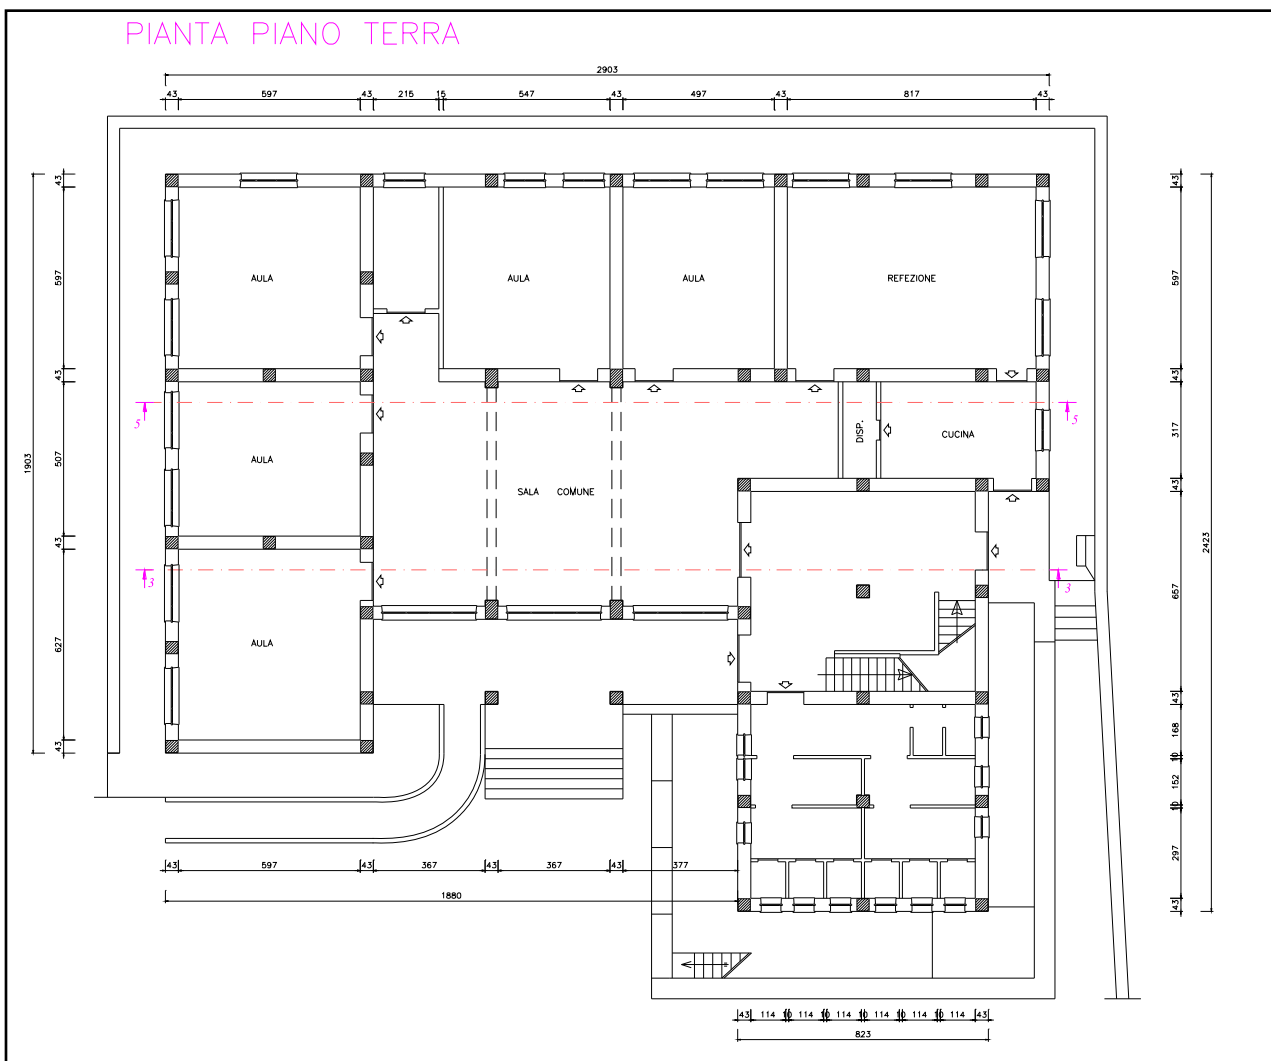 PIANTA PIANO TERRA
2903
43 597 43 215 15 547 43 497 43 817 43
43
597
43
507
43
627
43
1903
43
597
43
317
43
657
43
168
10
152
10
297
43
2423
AULA
AULA
AULA
REFEZIONE
5
5
DISP.
CUCINA
AULA
SALA COMUNE
3
3
AULA
43 597 43 367 43 367 43 377
1880
43 114 10 114 10 114 10 114 10 114 10 114 43
823